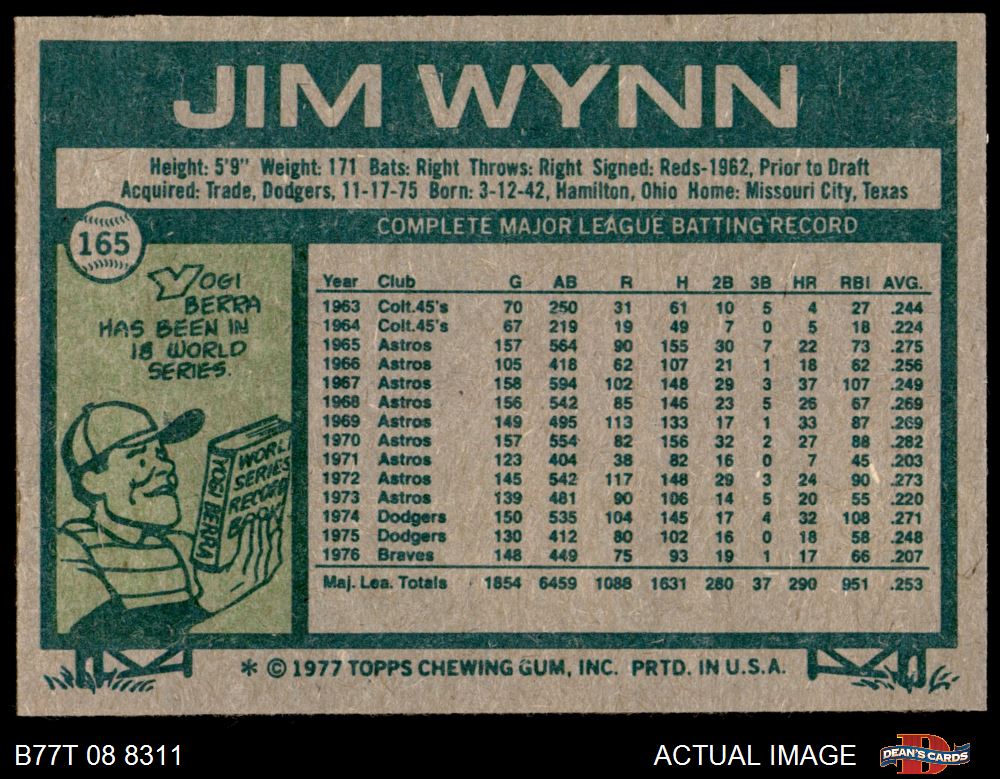 JIM WYNN
Height: 5'9" Weight: 171 Bats: Right Throws: Right Signed: Reds-1962, Prior to Draft
Acquired: Trade, Dodgers, 11-17-75 Born: 3-12-42, Hamilton, Ohio Home: Missouri City, Texas
165
COMPLETE MAJOR LEAGUE BATTING RECORD
YOGI
BERRA
HAS BEEN IN
18 WORLD
SERIES.
WORLD
SERIES
RECORD
BOOK
YOGI BERRA
Year Club G AB R H 2B 3B HR RBI AVG.
1963 Colt.45's 70 250 31 61 10 5 4 27 .244
1964 Colt.45's 67 219 19 49 7 0 5 18 .224
1965 Astros 157 564 90 155 30 7 22 73 .275
1966 Astros 105 418 62 107 21 1 18 62 .256
1967 Astros 158 594 102 148 29 3 37 107 .249
1968 Astros 156 542 85 146 23 5 26 67 .269
1969 Astros 149 495 113 133 17 1 33 87 .269
1970 Astros 157 554 82 156 32 2 27 88 .282
1971 Astros 123 404 38 82 16 0 7 45 .203
1972 Astros 145 542 117 148 29 3 24 90 .273
1973 Astros 139 481 90 106 14 5 20 55 .220
1974 Dodgers 150 535 104 145 17 4 32 108 .271
1975 Dodgers 130 412 80 102 16 0 18 58 .248
1976 Braves 148 449 75 93 19 1 17 66 .207
Maj. Lea. Totals 1854 6459 1088 1631 280 37 290 951 .253
* © 1977 TOPPS CHEWING GUM, INC. PRTD. IN U.S.A.
B77T 08 8311
ACTUAL IMAGE
D
DEAN'S CARDS